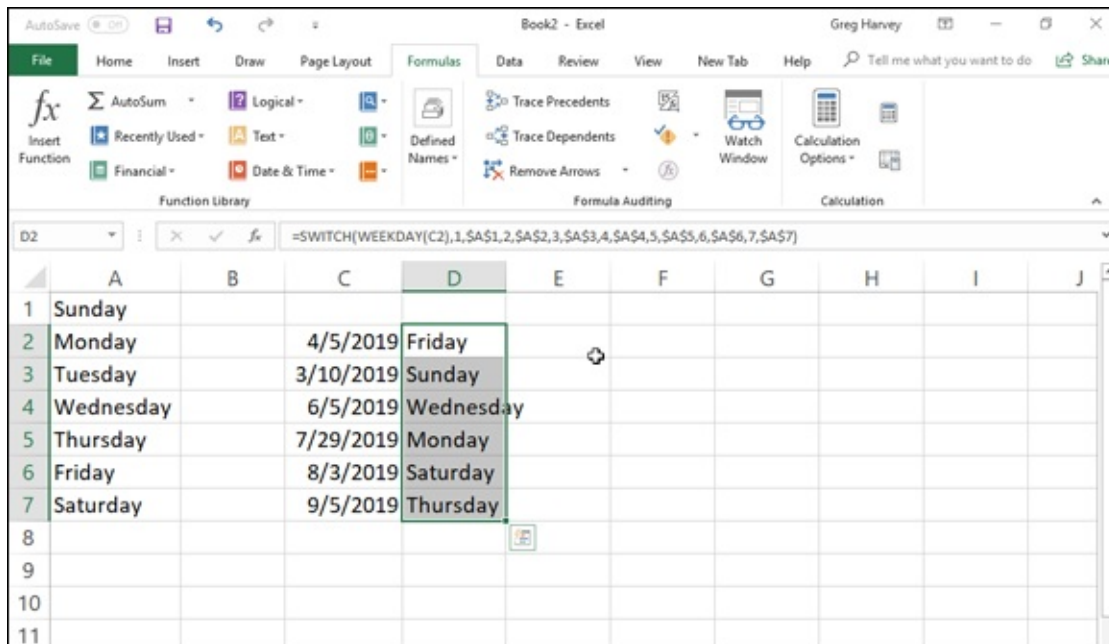 AutoSave On Book2 - Excel Greg Harvey
File Home Insert Draw Page Layout Formulas Data Review View New Tab Help Tell me what you want to do Shar
fx Insert Function
AutoSum
Recently Used
Financial
Logical
Text
Date & Time
Function Library
Defined Names
Trace Precedents
Trace Dependents
Remove Arrows
fx
Formula Auditing
Watch Window
Calculation Options
Calculation
D2 fx =SWITCH(WEEKDAY(C2),1,$A$1,2,$A$2,3,$A$3,4,$A$4,5,$A$5,6,$A$6,7,$A$7)
A B C D E F G H I J
1 Sunday
2 Monday 4/5/2019 Friday
3 Tuesday 3/10/2019 Sunday
4 Wednesday 6/5/2019 Wednesday
5 Thursday 7/29/2019 Monday
6 Friday 8/3/2019 Saturday
7 Saturday 9/5/2019 Thursday
8
9
10
11